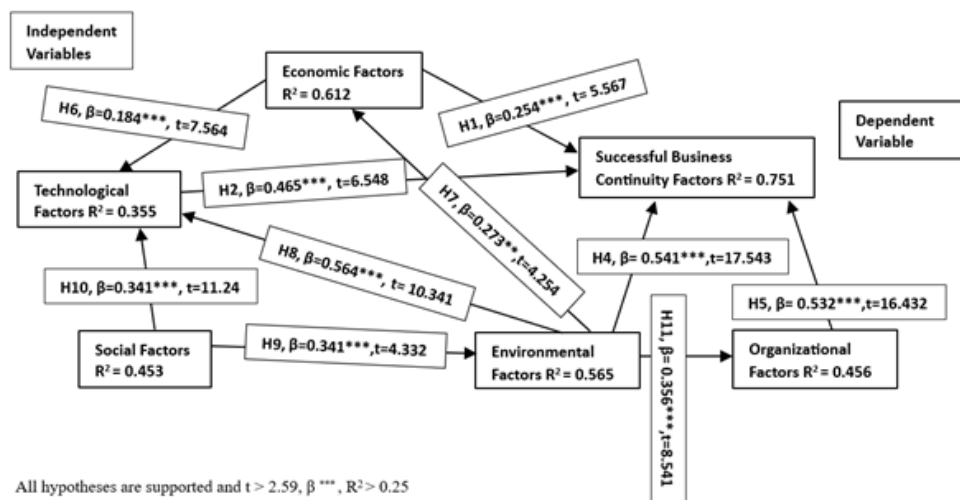 Independent
Variables
Economic Factors
R² = 0.612
H6, β=0.184***, t=7.564
H1, β=0.254***, t= 5.567
Dependent
Variable
Successful Business
Continuity Factors R² = 0.751
Technological
Factors R² = 0.355
H2, β=0.465***, t=6.548
H7, β=0.273**,t=4.254
H8, β=0.564***, t= 10.341
H4, β= 0.541***,t=17.543
H10, β=0.341***, t=11.24
H5, β= 0.532***,t=16.432
Social Factors
R² = 0.453
H9, β=0.341***,t=4.332
Environmental
Factors R² = 0.565
H11, β= 0.356***,t=8.541
Organizational
Factors R² = 0.456
All hypotheses are supported and t > 2.59, β ***, R² > 0.25